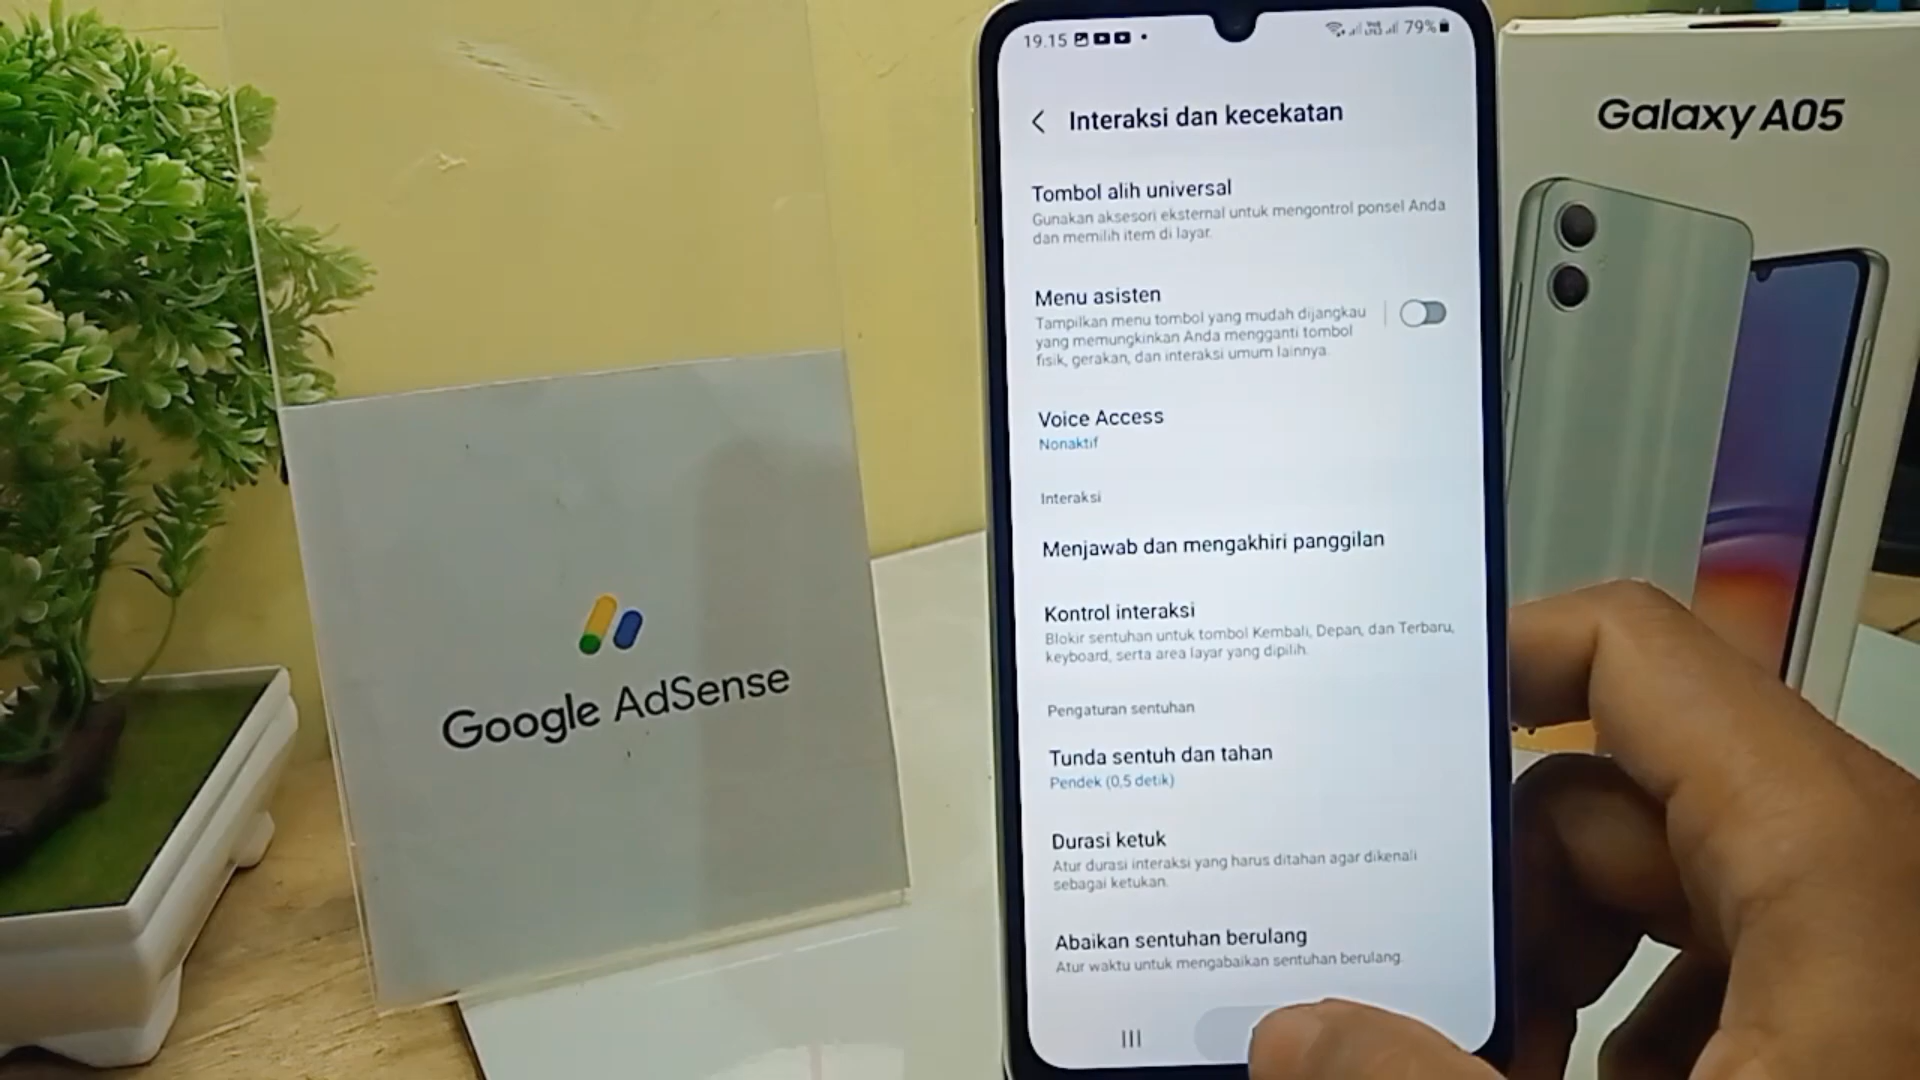 19.15
79%
Interaksi dan kecekatan
Tombol alih universal
Gunakan aksesori eksternal untuk mengontrol ponsel Anda
dan memilih item di layar.
Menu asisten
Tampilkan menu tombol yang mudah dijangkau
yang memungkinkan Anda mengganti tombol
fisik, gerakan, dan interaksi umum lainnya.
Voice Access
Nonaktif
Interaksi
Menjawab dan mengakhiri panggilan
Kontrol interaksi
Blokir sentuhan untuk tombol Kembali, Depan, dan Terbaru,
keyboard, serta area layar yang dipilih.
Pengaturan sentuhan
Tunda sentuh dan tahan
Pendek (0,5 detik)
Durasi ketuk
Atur durasi interaksi yang harus ditahan agar dikenali
sebagai ketukan.
Abaikan sentuhan berulang
Atur waktu untuk mengabaikan sentuhan berulang.
Google AdSense
Galaxy A05